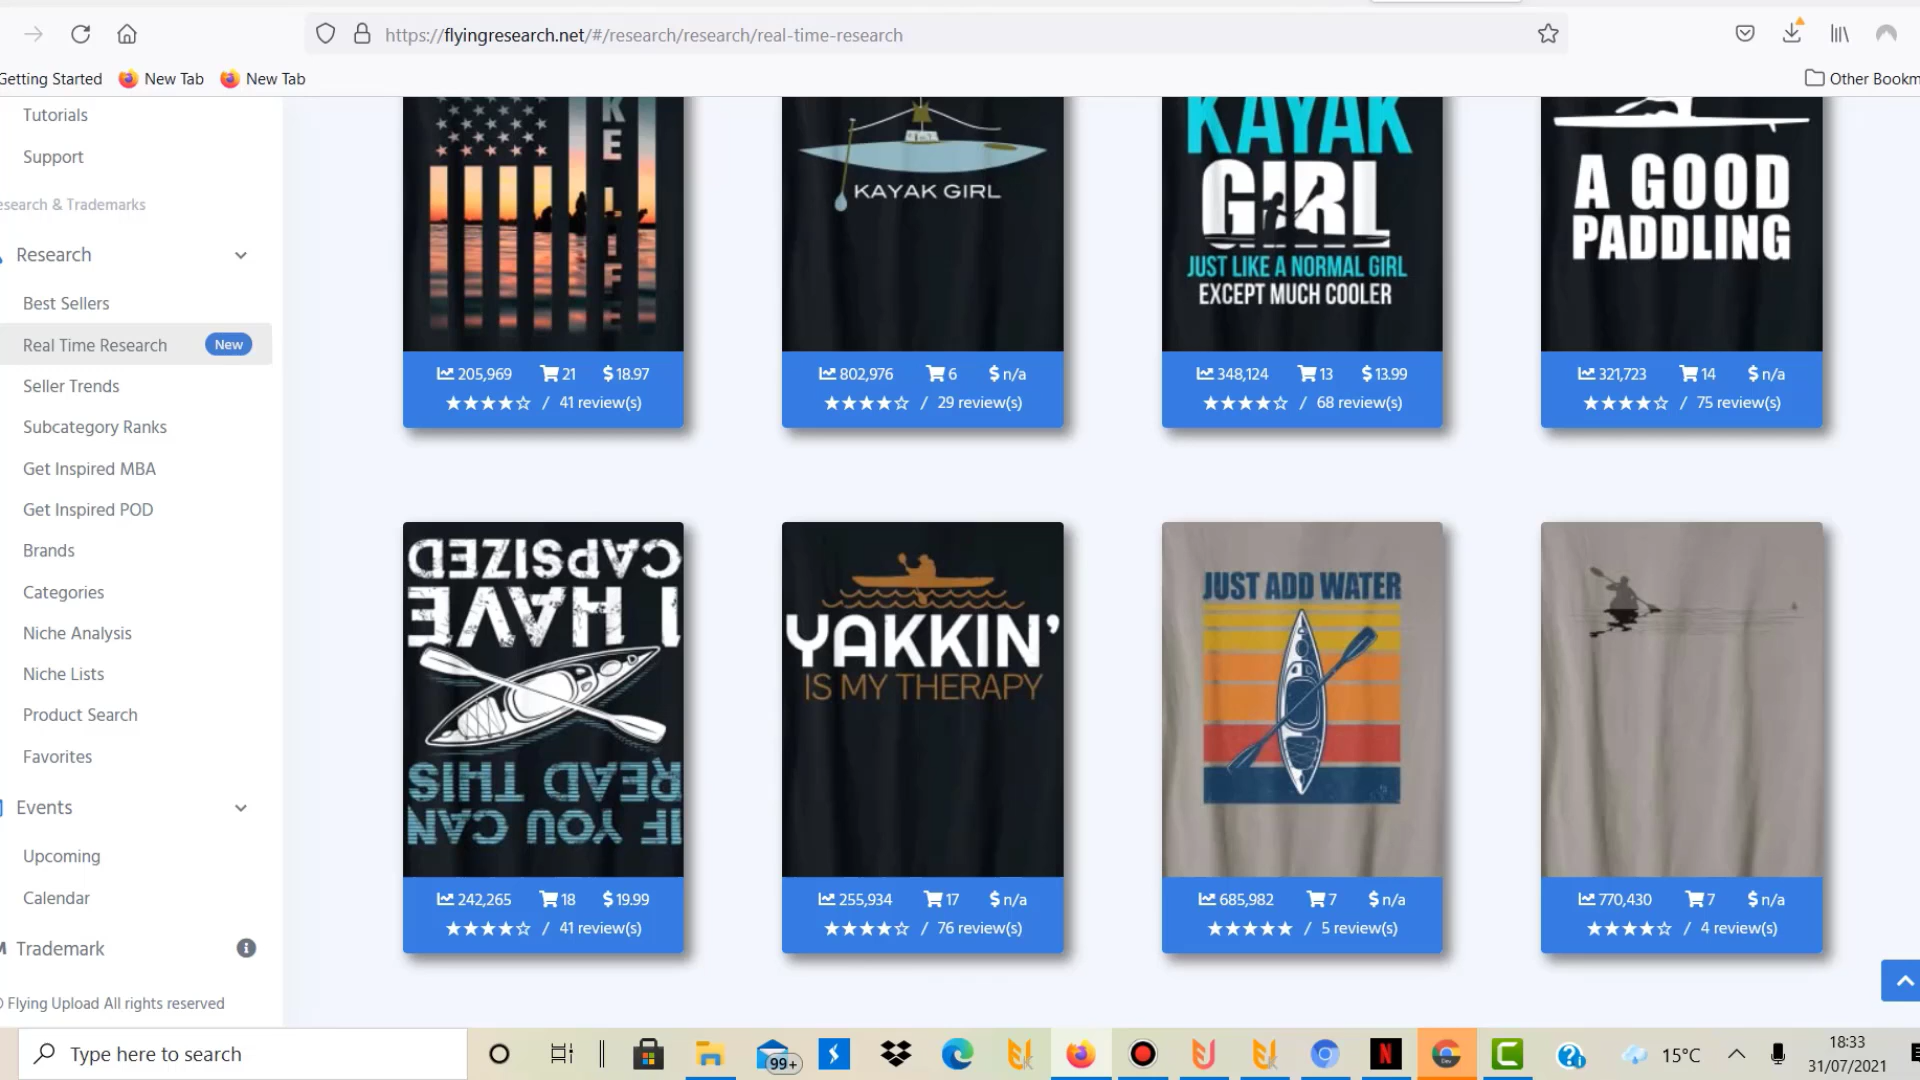 https://flyingresearch.net/#/research/research/real-time-research
Getting Started
New Tab
New Tab
Other Bookm
Tutorials
Support
esearch & Trademarks
Research
Best Sellers
Real Time Research
New
Seller Trends
Subcategory Ranks
Get Inspired MBA
Get Inspired POD
Brands
Categories
Niche Analysis
Niche Lists
Product Search
Favorites
Events
Upcoming
Calendar
Trademark
Flying Upload All rights reserved
KE LIFE
205,969 21 $18.97
/ 41 review(s)
KAYAK GIRL
802,976 6 $n/a
/ 29 review(s)
KAYAK
GIRL
JUST LIKE A NORMAL GIRL
EXCEPT MUCH COOLER
348,124 13 $13.99
/ 68 review(s)
A GOOD
PADDLING
321,723 14 $n/a
/ 75 review(s)
IF YOU CAN
READ THIS
I HAVE
CAPSIZED
242,265 18 $19.99
/ 41 review(s)
YAKKIN'
IS MY THERAPY
255,934 17 $n/a
/ 76 review(s)
JUST ADD WATER
685,982 7 $n/a
/ 5 review(s)
770,430 7 $n/a
/ 4 review(s)
Type here to search
99+
N
C
Dev
15°C
18:33
31/07/2021